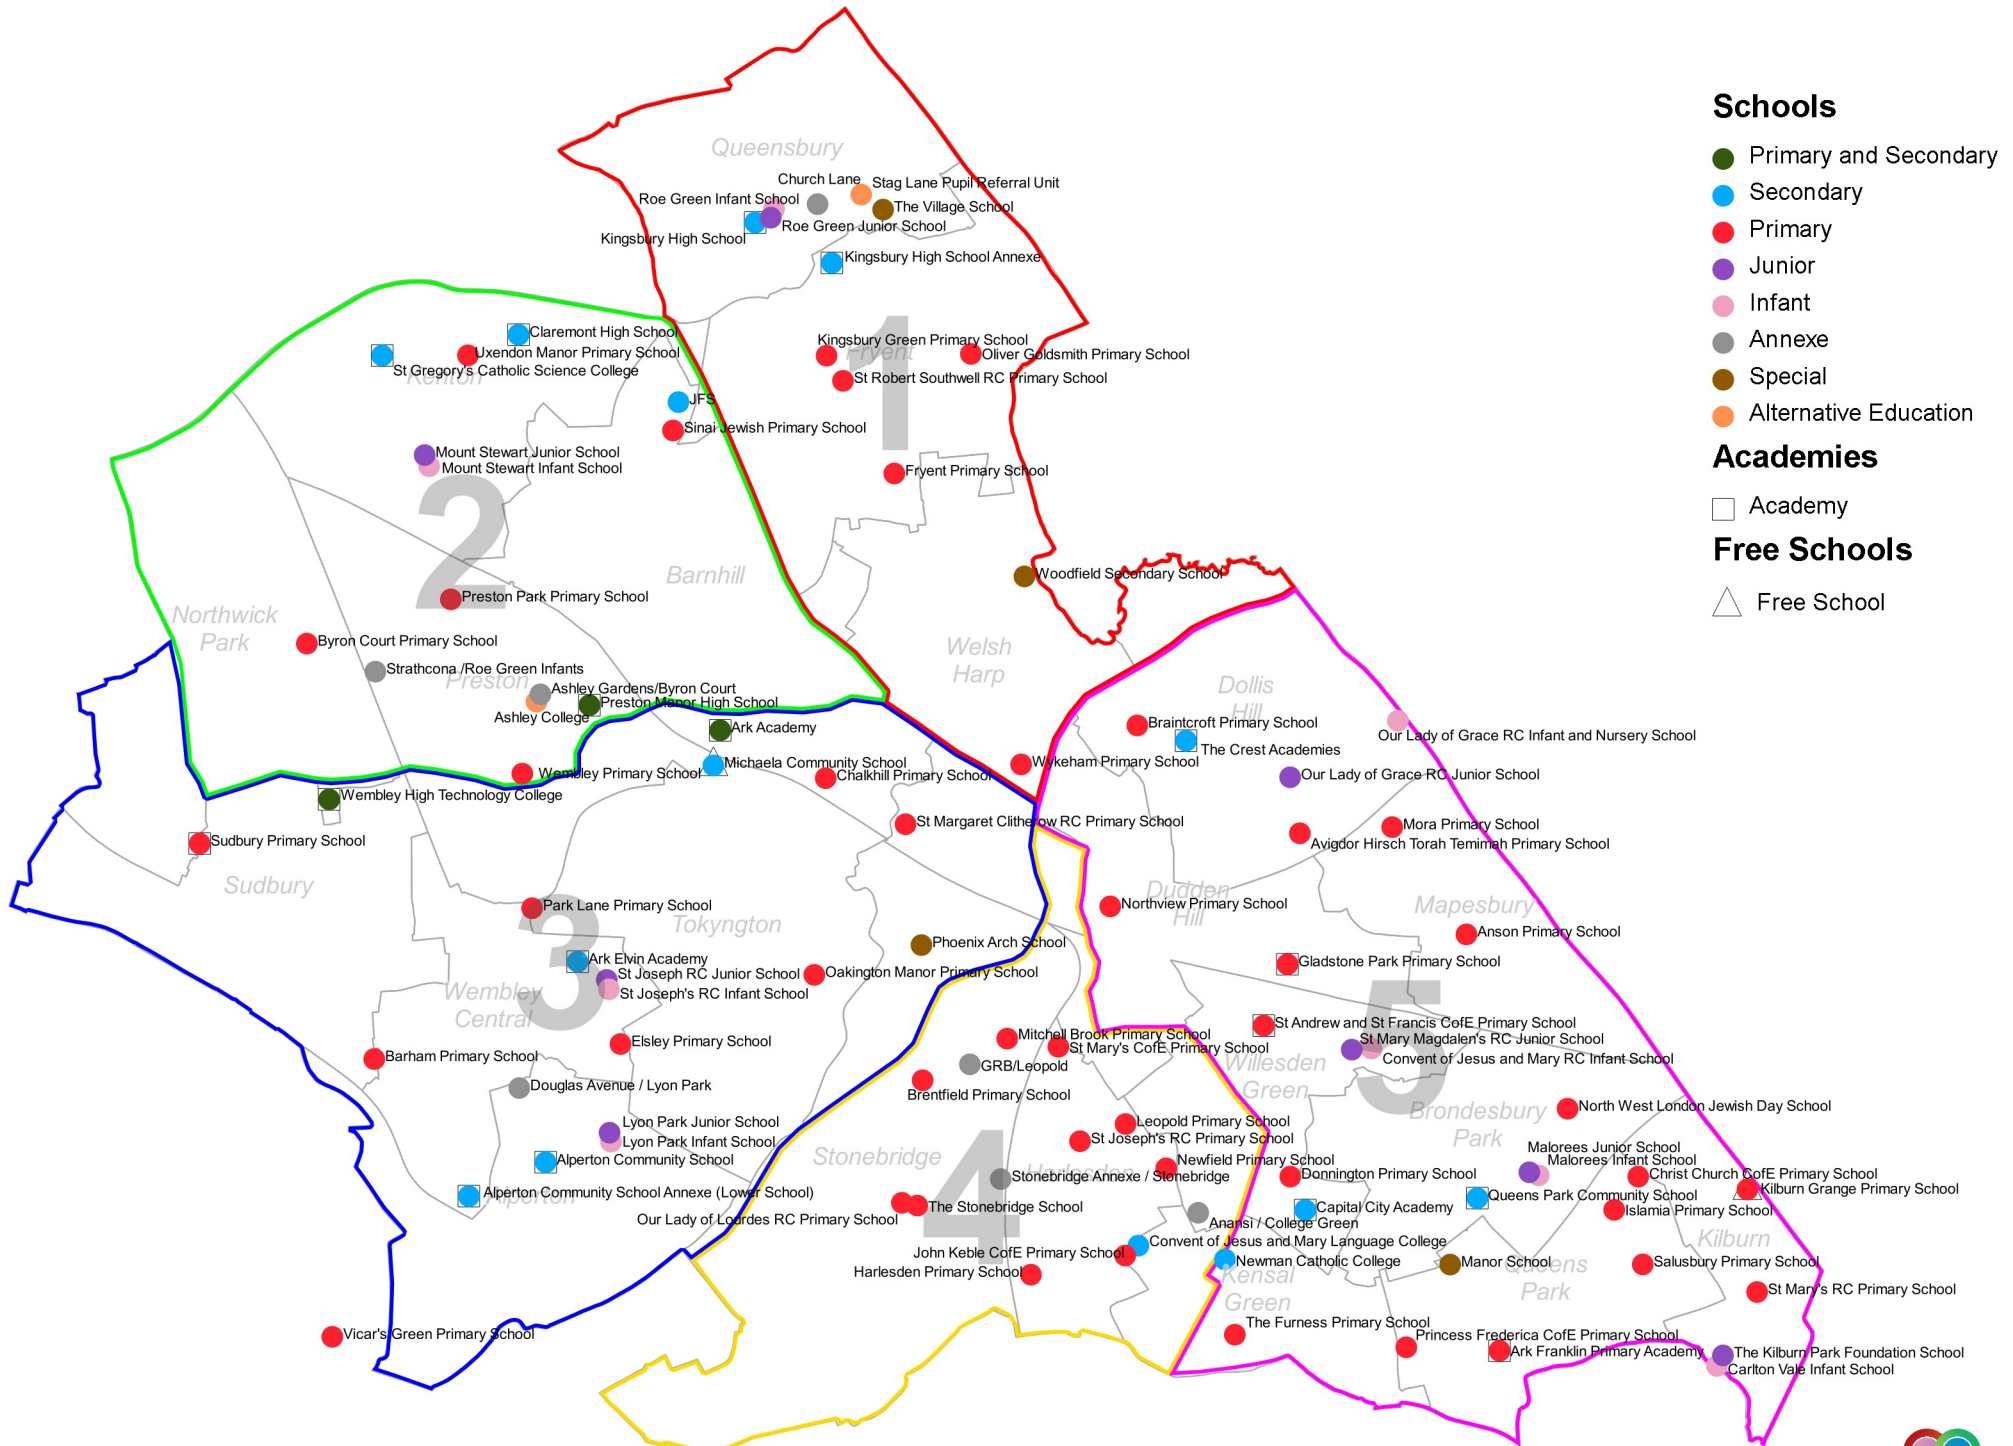 Schools
Primary and Secondary
Secondary
Primary
Junior
Infant
Annexe
Special
Alternative Education
Academies
Academy
Free Schools
Free School
Queensbury
Church Lane
Stag Lane Pupil Referral Unit
Roe Green Infant School
The Village School
Roe Green Junior School
Kingsbury High School
Kingsbury High School Annexe
1
Fryent
Kingsbury Green Primary School
Oliver Goldsmith Primary School
St Robert Southwell RC Primary School
Fryent Primary School
Woodfield Secondary School
Welsh
Harp
Wykeham Primary School
Claremont High School
Uxendon Manor Primary School
St Gregory's Catholic Science College
Kenton
JFS
Sinai Jewish Primary School
Mount Stewart Junior School
Mount Stewart Infant School
2
Barnhill
Preston Park Primary School
Northwick
Park
Byron Court Primary School
Strathcona /Roe Green Infants
Preston
Ashley Gardens/Byron Court
Preston Manor High School
Ashley College
Ark Academy
Michaela Community School
Wembley Primary School
Chalkhill Primary School
Wembley High Technology College
St Margaret Clitherow RC Primary School
Sudbury Primary School
Sudbury
3
Park Lane Primary School
Tokyngton
Phoenix Arch School
Ark Elvin Academy
St Joseph RC Junior School
Oakington Manor Primary School
St Joseph's RC Infant School
Wembley
Central
Elsley Primary School
Barham Primary School
Douglas Avenue / Lyon Park
Lyon Park Junior School
Lyon Park Infant School
Alperton Community School
Alperton Community School Annexe (Lower School)
Alperton
Vicar's Green Primary School
4
Mitchell Brook Primary School
St Mary's CofE Primary School
GRB/Leopold
Brentfield Primary School
Leopold Primary School
St Joseph's RC Primary School
Stonebridge
Harlesden
Newfield Primary School
Stonebridge Annexe / Stonebridge
The Stonebridge School
Our Lady of Lourdes RC Primary School
Anansi / College Green
Convent of Jesus and Mary Language College
John Keble CofE Primary School
Newman Catholic College
Harlesden Primary School
5
Dollis
Hill
Braintcroft Primary School
The Crest Academies
Our Lady of Grace RC Infant and Nursery School
Our Lady of Grace RC Junior School
Mora Primary School
Avigdor Hirsch Torah Temimah Primary School
Dudden
Hill
Northview Primary School
Mapesbury
Anson Primary School
Gladstone Park Primary School
St Andrew and St Francis CofE Primary School
St Mary Magdalen's RC Junior School
Convent of Jesus and Mary RC Infant School
Willesden
Green
Brondesbury
Park
North West London Jewish Day School
Malorees Junior School
Malorees Infant School
Donnington Primary School
Christ Church CofE Primary School
Kilburn Grange Primary School
Queens Park Community School
Capital City Academy
Islamia Primary School
Kilburn
Manor School
Queens
Park
Salusbury Primary School
Kensal
Green
St Mary's RC Primary School
The Furness Primary School
Princess Frederica CofE Primary School
Ark Franklin Primary Academy
The Kilburn Park Foundation School
Carlton Vale Infant School